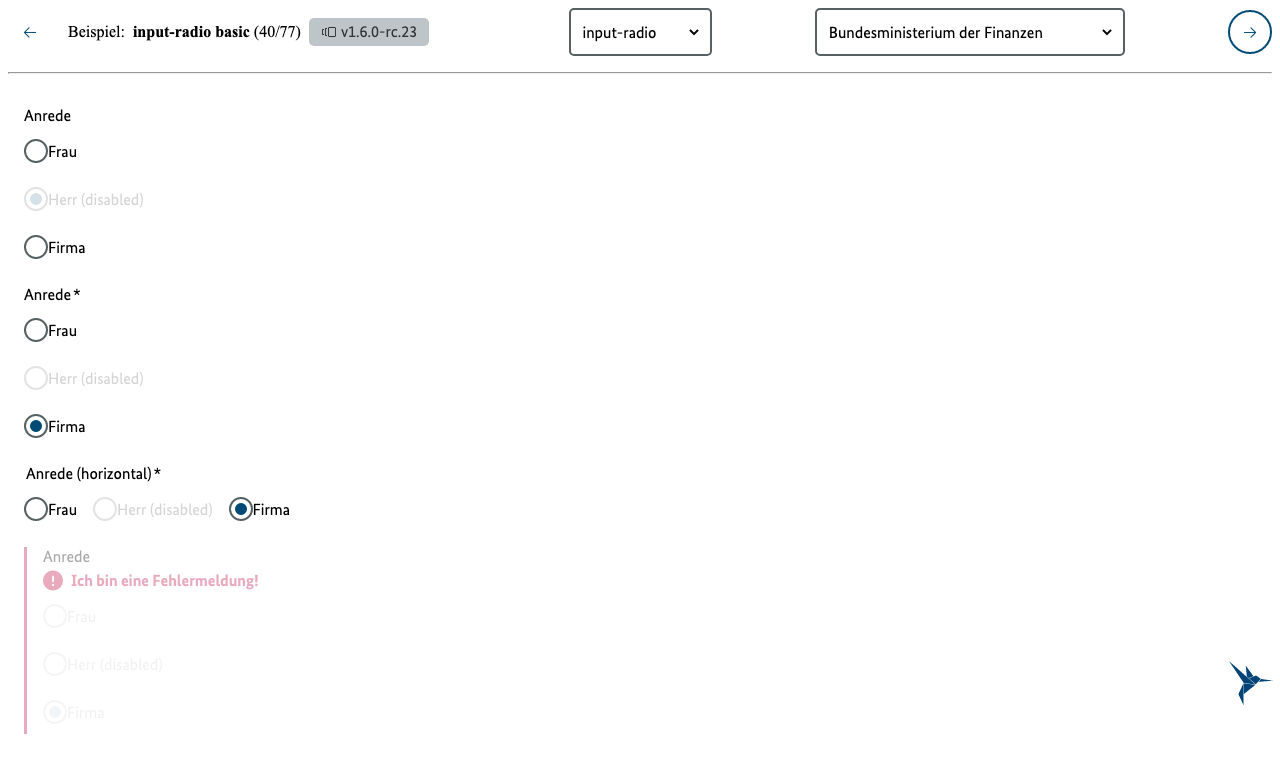 Beispiel: input-radio basic (40/77) v1.6.0-rc.23 input-radio Bundesministerium der Finanzen
Anrede
Frau
Herr (disabled)
Firma
Anrede *
Frau
Herr (disabled)
Firma
Anrede (horizontal) *
Frau Herr (disabled) Firma
Anrede
Ich bin eine Fehlermeldung!
Frau
Herr (disabled)
Firma